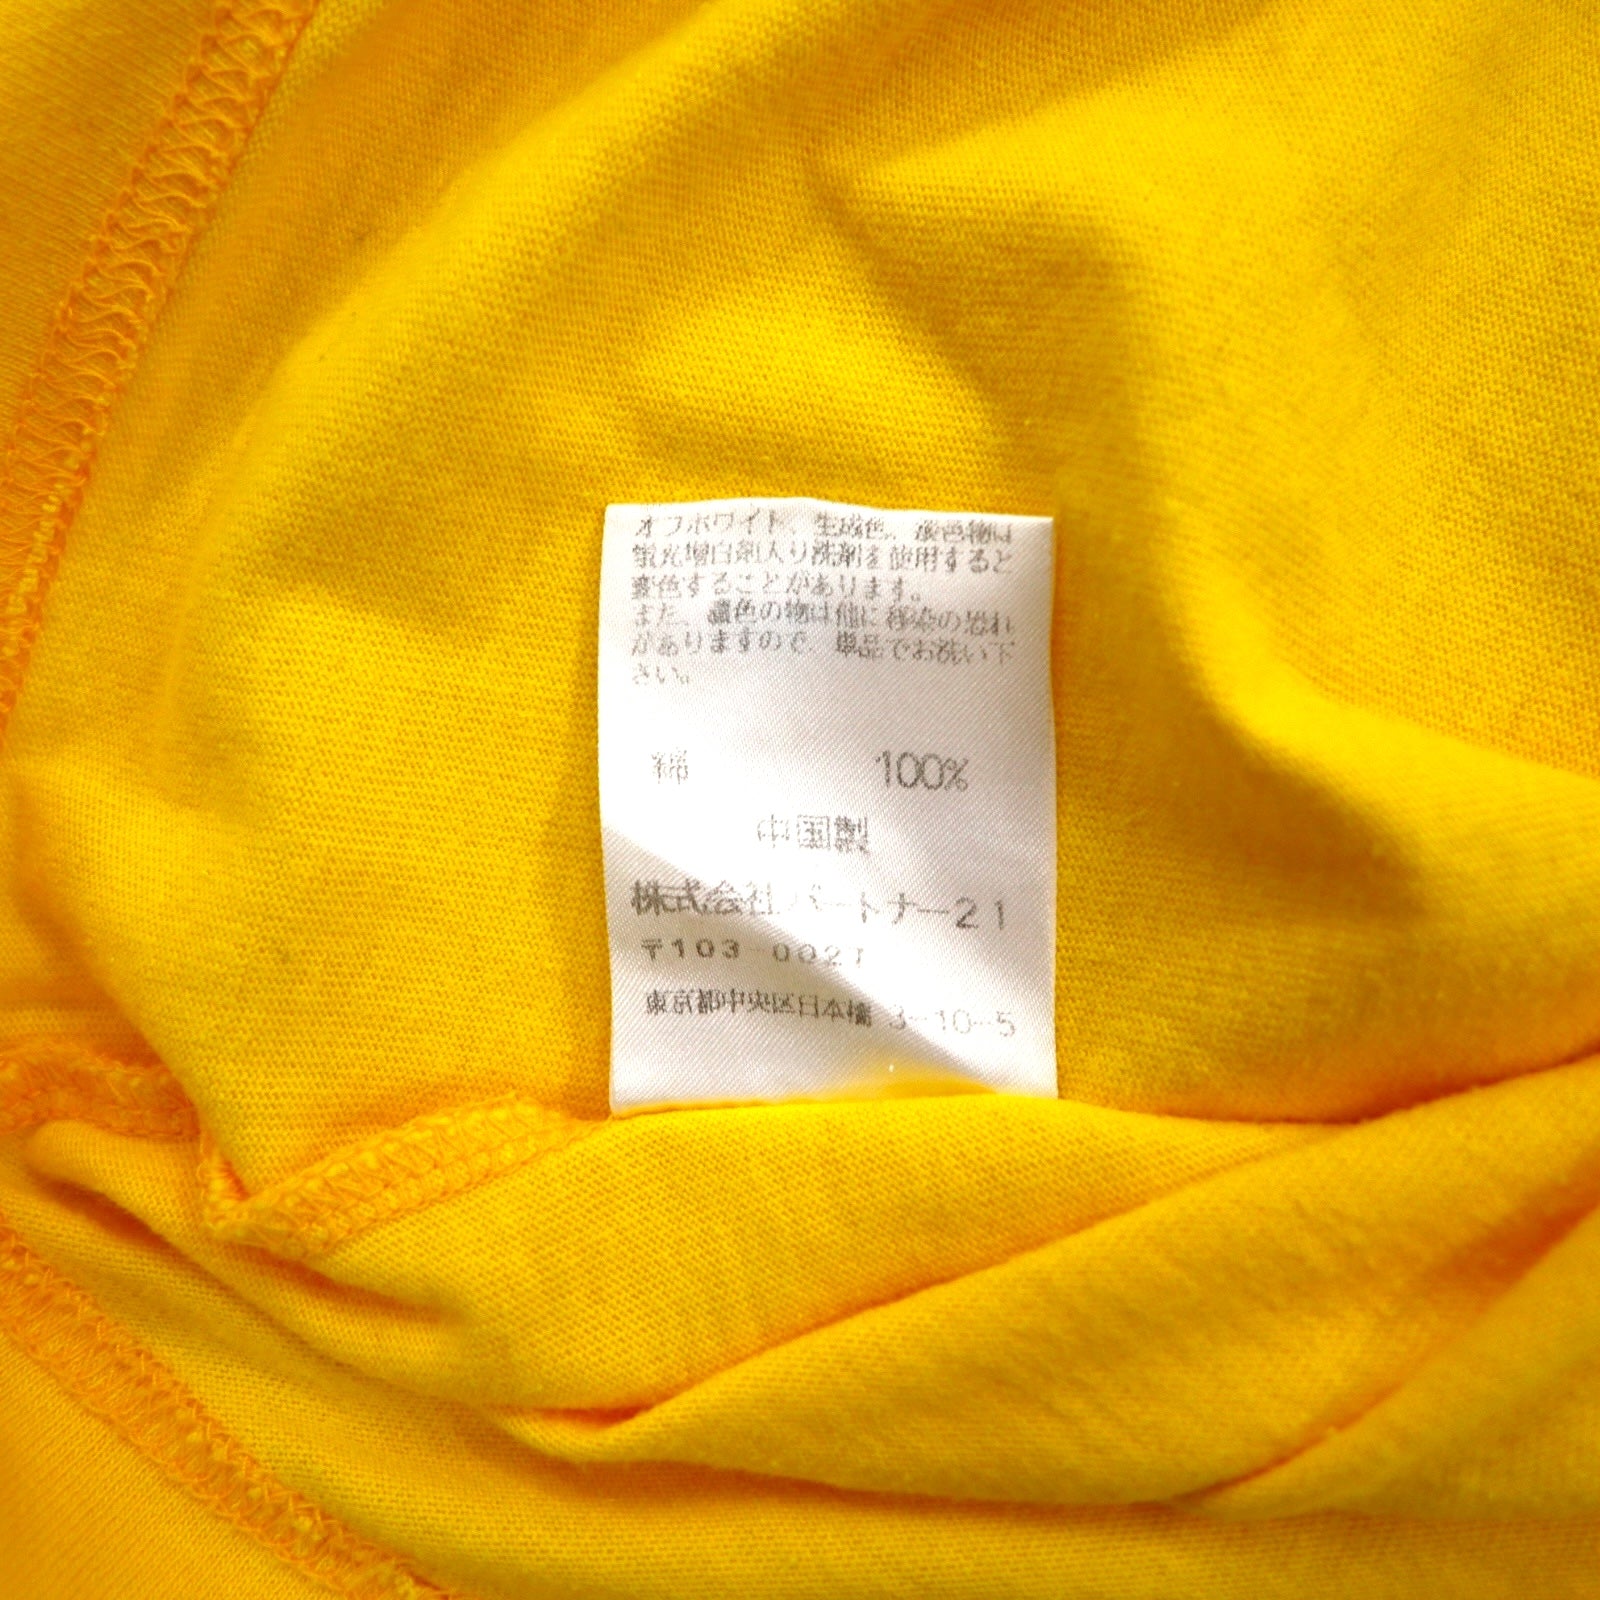 オフホワイト、生成色、淡色物は
蛍光増白剤入り洗剤を使用すると
変色することがあります。
また、濃色の物は他に移染の恐れ
がありますので、単品でお洗い下
さい。
綿 100%
中国製
株式会社パートナー21
〒103-0027
東京都中央区日本橋 3-10-5